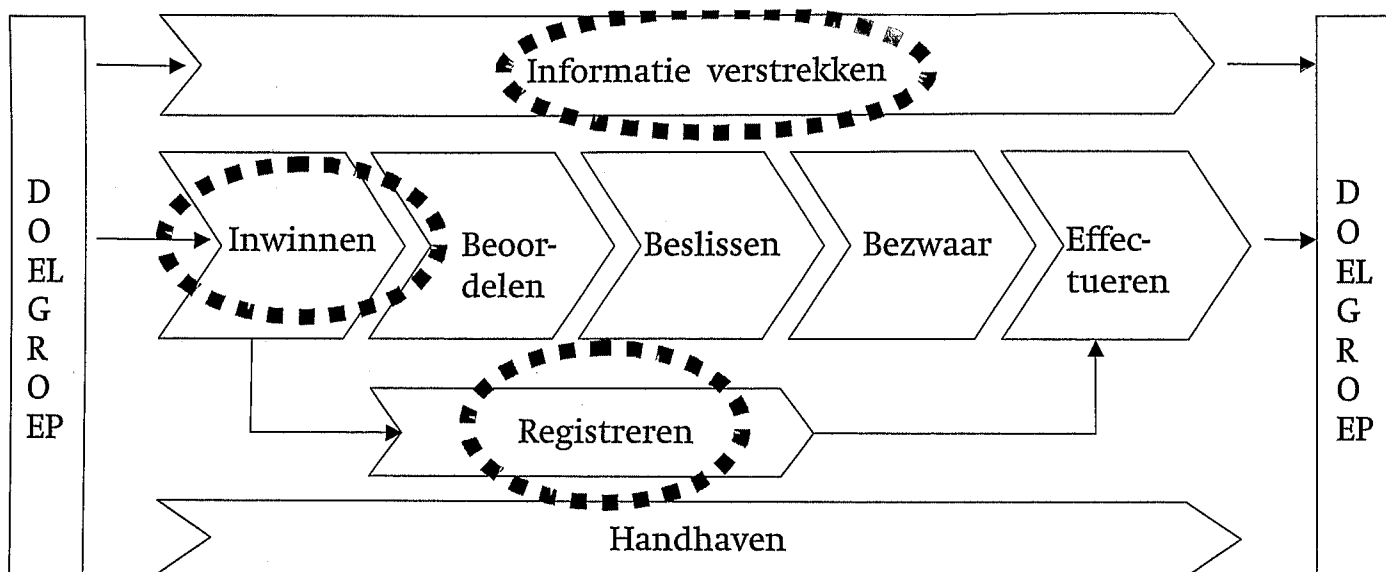 Informatie verstrekken
D
O
EL
G
R
O
EP
Inwinnen
Beoor-
delen
Beslissen
Bezwaar
Effec-
tueren
D
O
EL
G
R
O
EP
Registreren
Handhaven